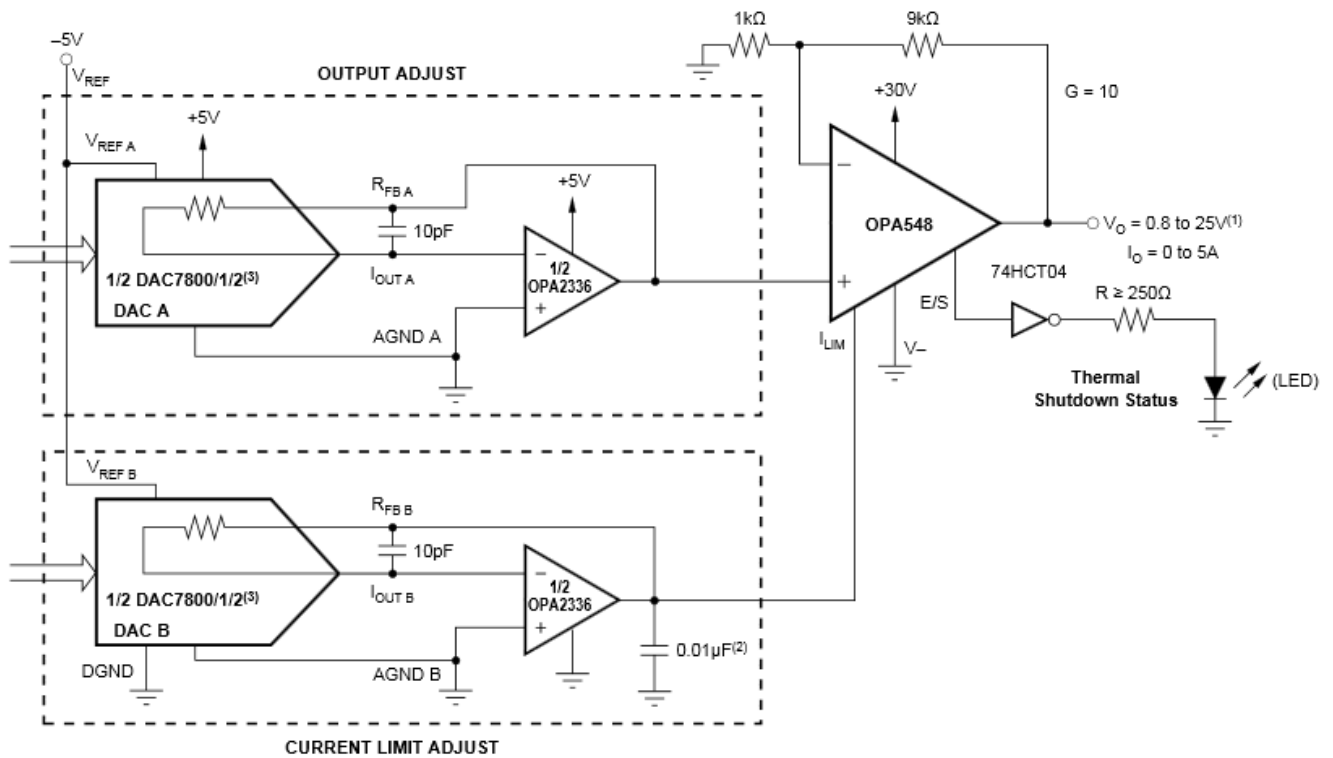 1kΩ
9kΩ
–5V
VREF
OUTPUT ADJUST
+30V
G = 10
+5V
VREF A
RFB A
+5V
10pF
–
OPA548
VO = 0.8 to 25V(1)
IO = 0 to 5A
1/2 DAC7800/1/2(3)
DAC A
IOUT A
–
1/2
OPA2336
+
+
74HCT04
E/S
R ≥ 250Ω
AGND A
ILIM
V–
Thermal
Shutdown Status
(LED)
VREF B
RFB B
10pF
–
1/2
OPA2336
+
1/2 DAC7800/1/2(3)
DAC B
IOUT B
DGND
AGND B
0.01µF(2)
CURRENT LIMIT ADJUST